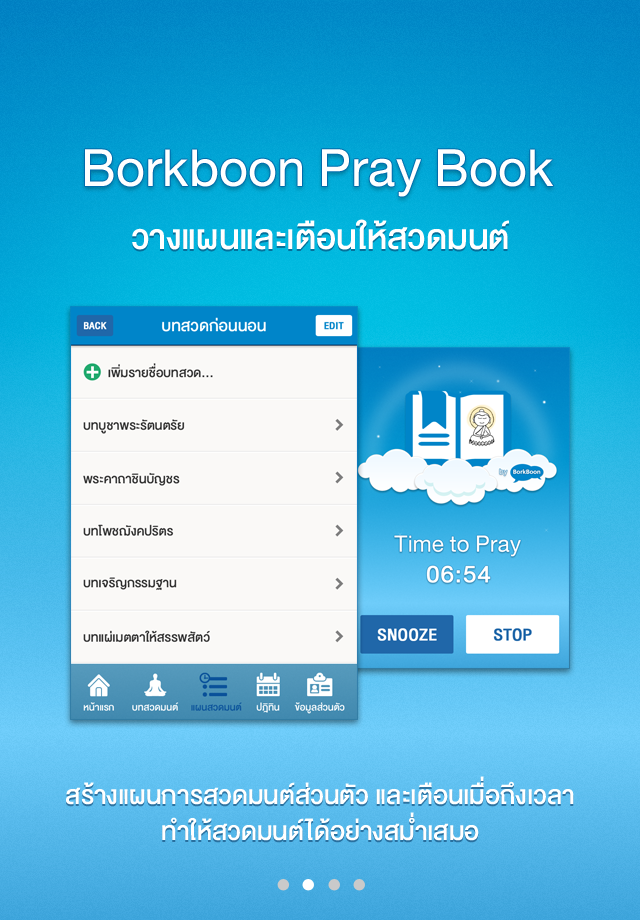 Borkboon Pray Book
วางแผนและเตือนให้สวดมนต์
BACK
บทสวดก่อนนอน
EDIT
เพิ่มรายชื่อบทสวด...
บทบูชาพระรัตนตรัย
พระคาถาชินบัญชร
บทโพชฌังคปริตร
บทเจริญกรรมฐาน
บทแผ่เมตตาให้สรรพสัตว์
หน้าแรก
บทสวดมนต์
แผนสวดมนต์
ปฏิทิน
ข้อมูลส่วนตัว
by BorkBoon
Time to Pray
06:54
SNOOZE
STOP
สร้างแผนการสวดมนต์ส่วนตัว และเตือนเมื่อถึงเวลา
ทำให้สวดมนต์ได้อย่างสม่ำเสมอ